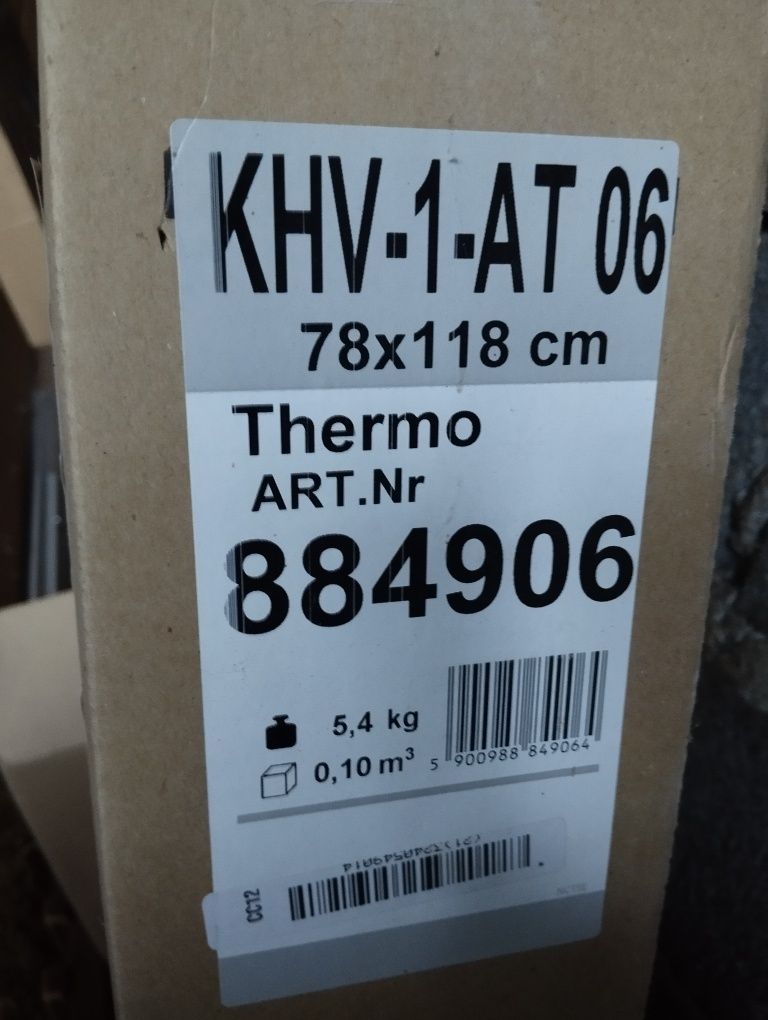 KHV-1-AT 06
78x118 cm
Thermo
ART.Nr
884906
5,4 kg
0,10 m³
5 900988 849064
CC12